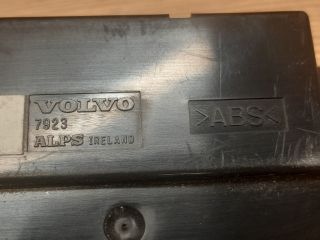 VOLVO
7923
ALPS IRELAND
>ABS<